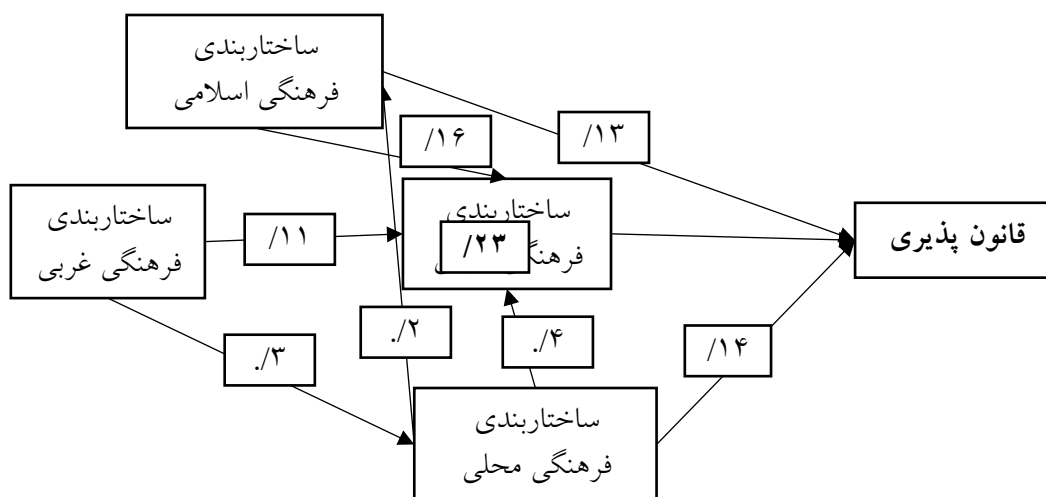 ساختاربندی
فرهنگی اسلامی
/۱۳
/۱۶
ساختاربندی
فرهنگی غربی
/۱۱
ساختاربندی
فرهنگی
/۲۳
قانون پذیری
./۳
./۲
./۴
/۱۴
ساختاربندی
فرهنگی محلی